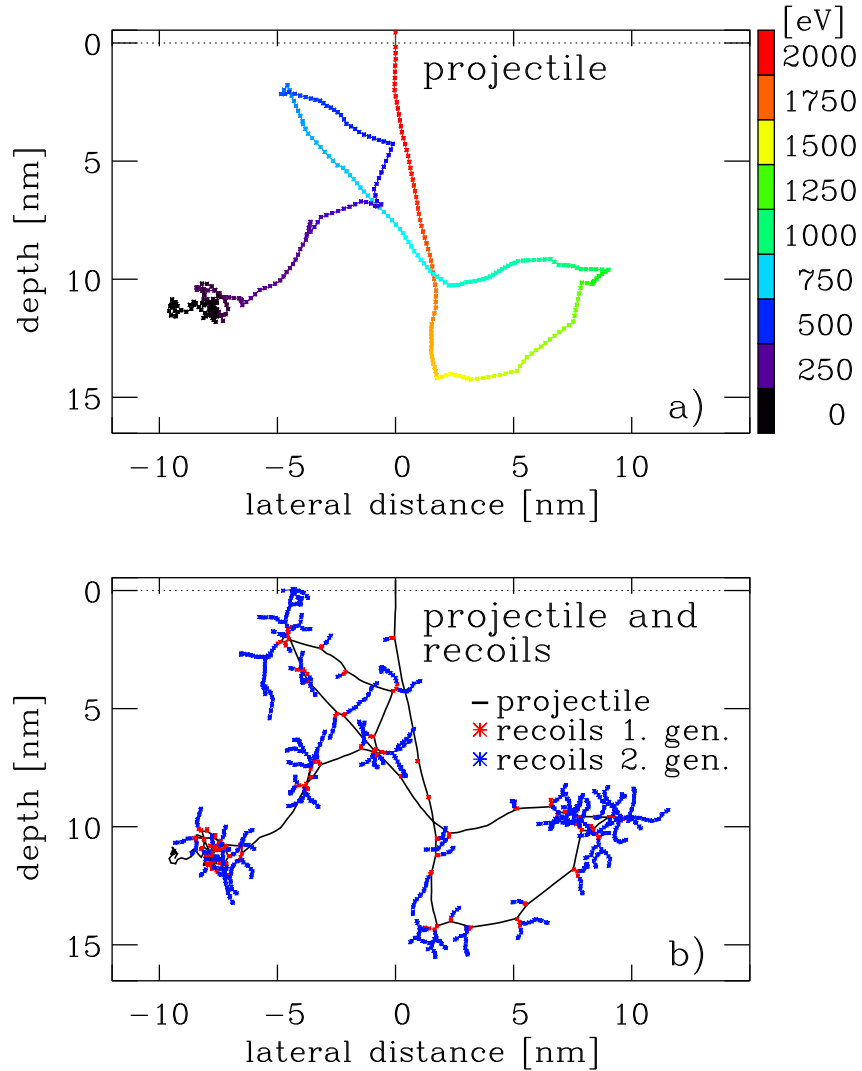 [eV]
0
projectile
2000
1750
5
1500
1250
depth [nm]
1000
10
750
500
250
15
a)
0
−10
−5
0
5
10
lateral distance [nm]
0
projectile and
recoils
5
projectile
recoils 1. gen.
recoils 2. gen.
depth [nm]
10
15
b)
−10
−5
0
5
10
lateral distance [nm]